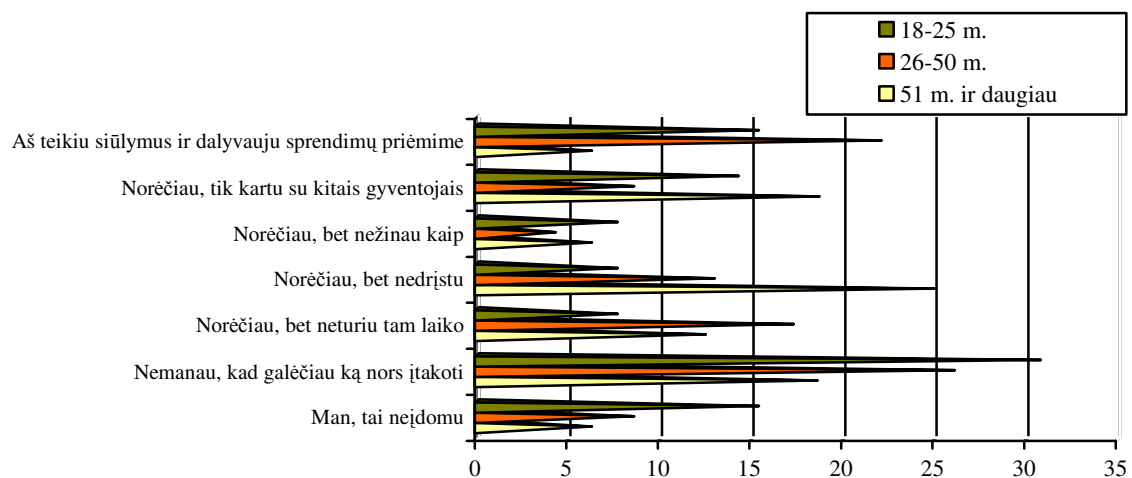 18-25 m.
26-50 m.
51 m. ir daugiau
Aš teikiu siūlymus ir dalyvauju sprendimų priėmime
Norėčiau, tik kartu su kitais gyventojais
Norėčiau, bet nežinau kaip
Norėčiau, bet nedrįstu
Norėčiau, bet neturiu tam laiko
Nemanau, kad galėčiau ką nors įtakoti
Man, tai neįdomu
0 5 10 15 20 25 30 35